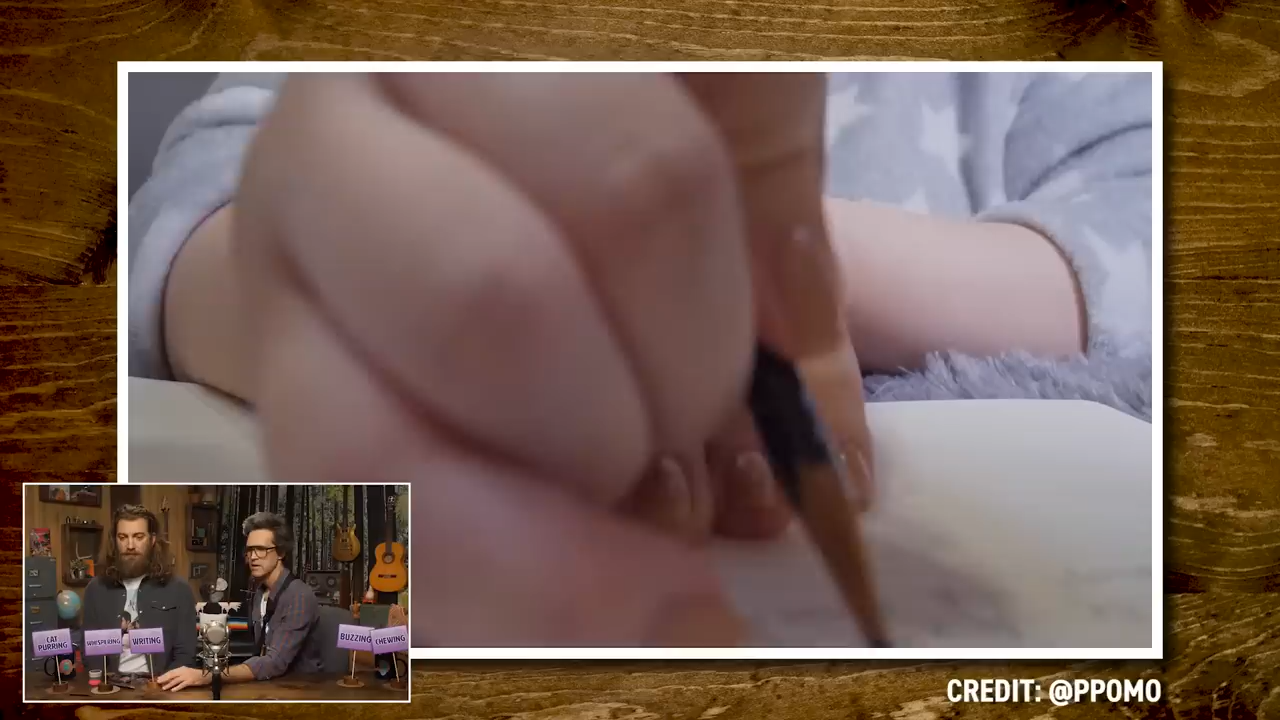 CAT
PURRING
WHISPERING
WRITING
BUZZING
CHEWING
CREDIT: @PPOMO